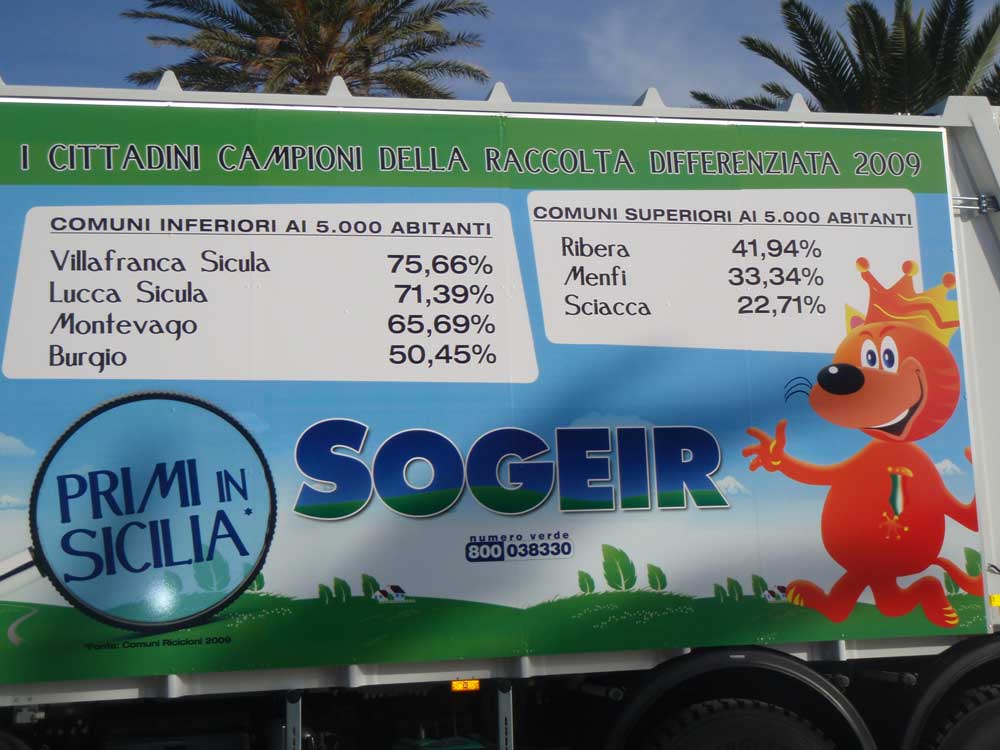 I CITTADINI CAMPIONI DELLA RACCOLTA DIFFERENZIATA 2009
COMUNI INFERIORI AI 5.000 ABITANTI
Villafranca Sicula 75,66%
Lucca Sicula 71,39%
Montevago 65,69%
Burgio 50,45%
COMUNI SUPERIORI AI 5.000 ABITANTI
Ribera 41,94%
Menfi 33,34%
Sciacca 22,71%
PRIMI IN
SICILIA*
SOGEIR
numero verde
800 038330
*Fonte: Comuni Ricicloni 2009